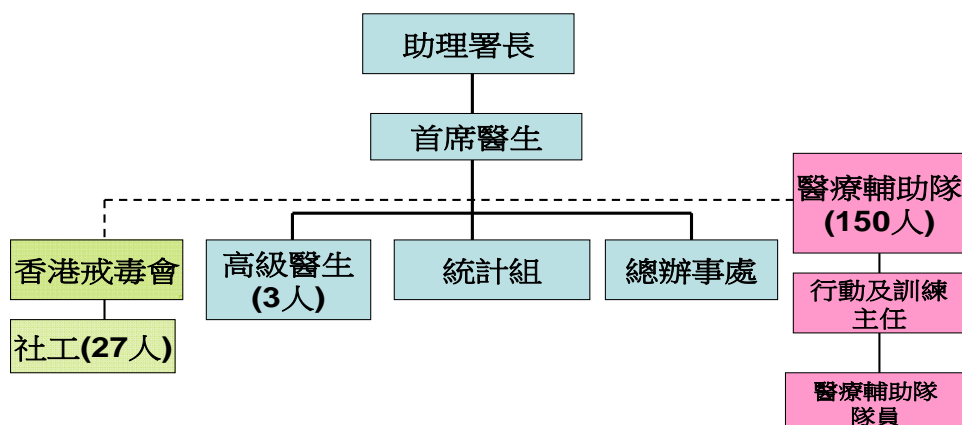 助理署長
首席醫生
醫療輔助隊
(150人)
香港戒毒會
高級醫生
(3人)
統計組
總辦事處
行動及訓練
主任
社工(27人)
醫療輔助隊
隊員